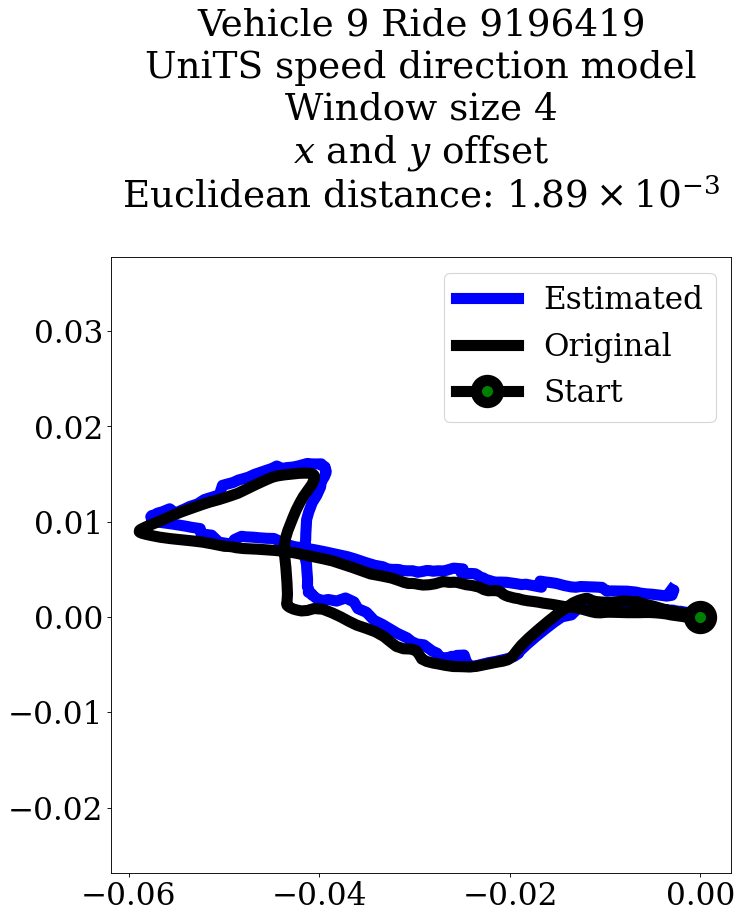 Vehicle 9 Ride 9196419
UniTS speed direction model
Window size 4
x and y offset
Euclidean distance: 1.89 × 10⁻³
Estimated
Original
Start
0.03
0.02
0.01
0.00
−0.01
−0.02
−0.06 −0.04 −0.02 0.00